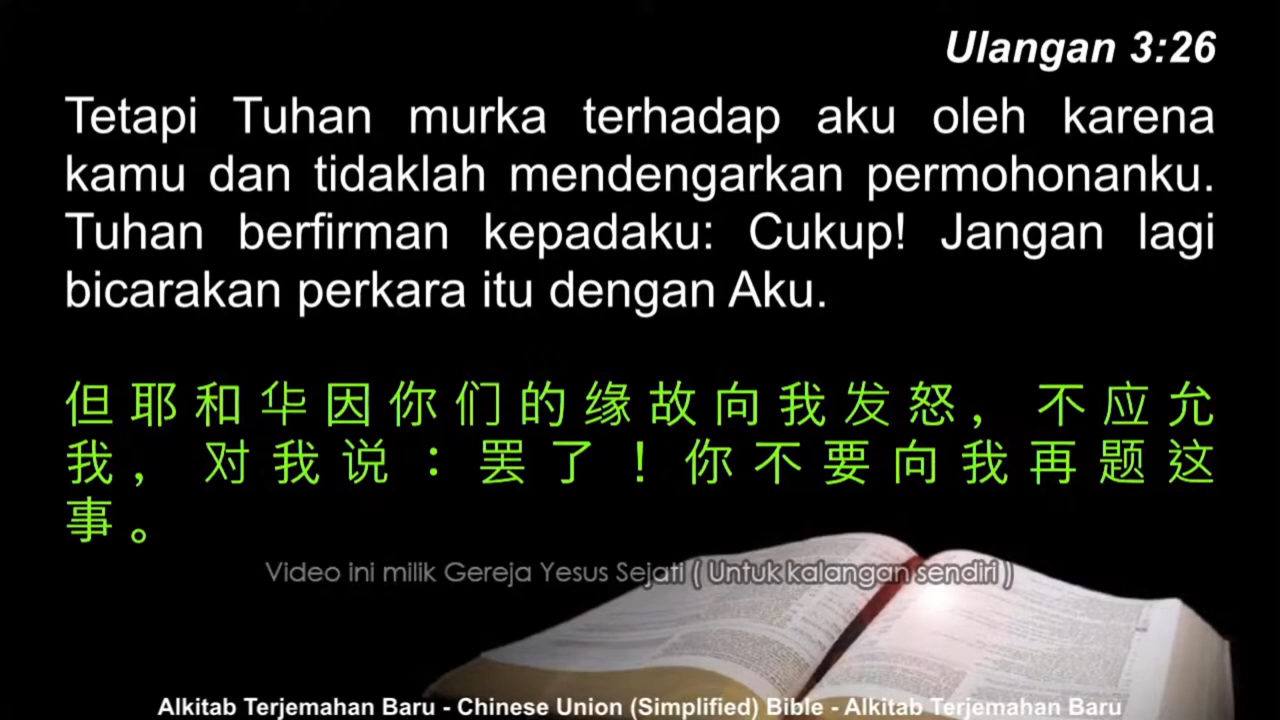 Ulangan 3:26
Tetapi Tuhan murka terhadap aku oleh karena
kamu dan tidaklah mendengarkan permohonanku.
Tuhan berfirman kepadaku: Cukup! Jangan lagi
bicarakan perkara itu dengan Aku.
但耶和华因你们的缘故向我发怒，不应允
我，对我说：罢了！你不要向我再题这
事。
Video ini milik Gereja Yesus Sejati ( Untuk kalangan sendiri )
Alkitab Terjemahan Baru - Chinese Union (Simplified) Bible - Alkitab Terjemahan Baru